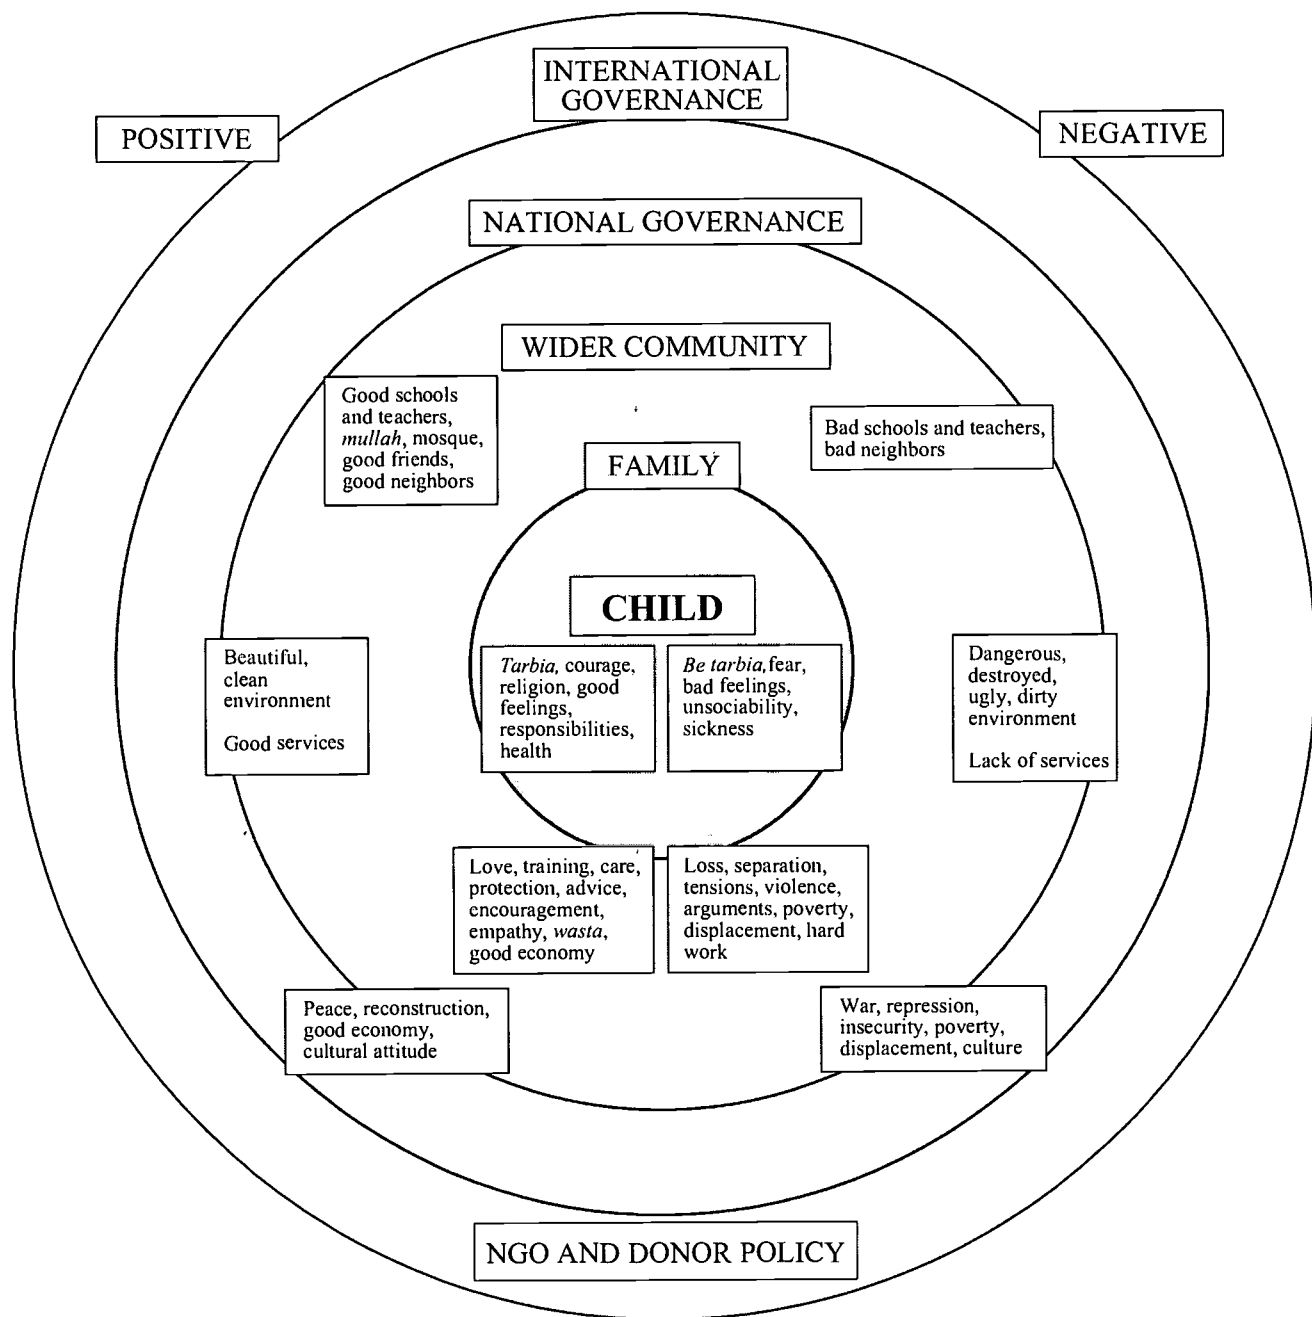 INTERNATIONAL
GOVERNANCE
POSITIVE
NEGATIVE
NATIONAL GOVERNANCE
WIDER COMMUNITY
Good schools
and teachers,
mullah, mosque,
good friends,
good neighbors
Bad schools and teachers,
bad neighbors
FAMILY
CHILD
Tarbia, courage,
religion, good
feelings,
responsibilities,
health
Be tarbia, fear,
bad feelings,
unsociability,
sickness
Beautiful,
clean
environment
Good services
Dangerous,
destroyed,
ugly, dirty
environment
Lack of services
Love, training, care,
protection, advice,
encouragement,
empathy, wasta,
good economy
Loss, separation,
tensions, violence,
arguments, poverty,
displacement, hard
work
Peace, reconstruction,
good economy,
cultural attitude
War, repression,
insecurity, poverty,
displacement, culture
NGO AND DONOR POLICY